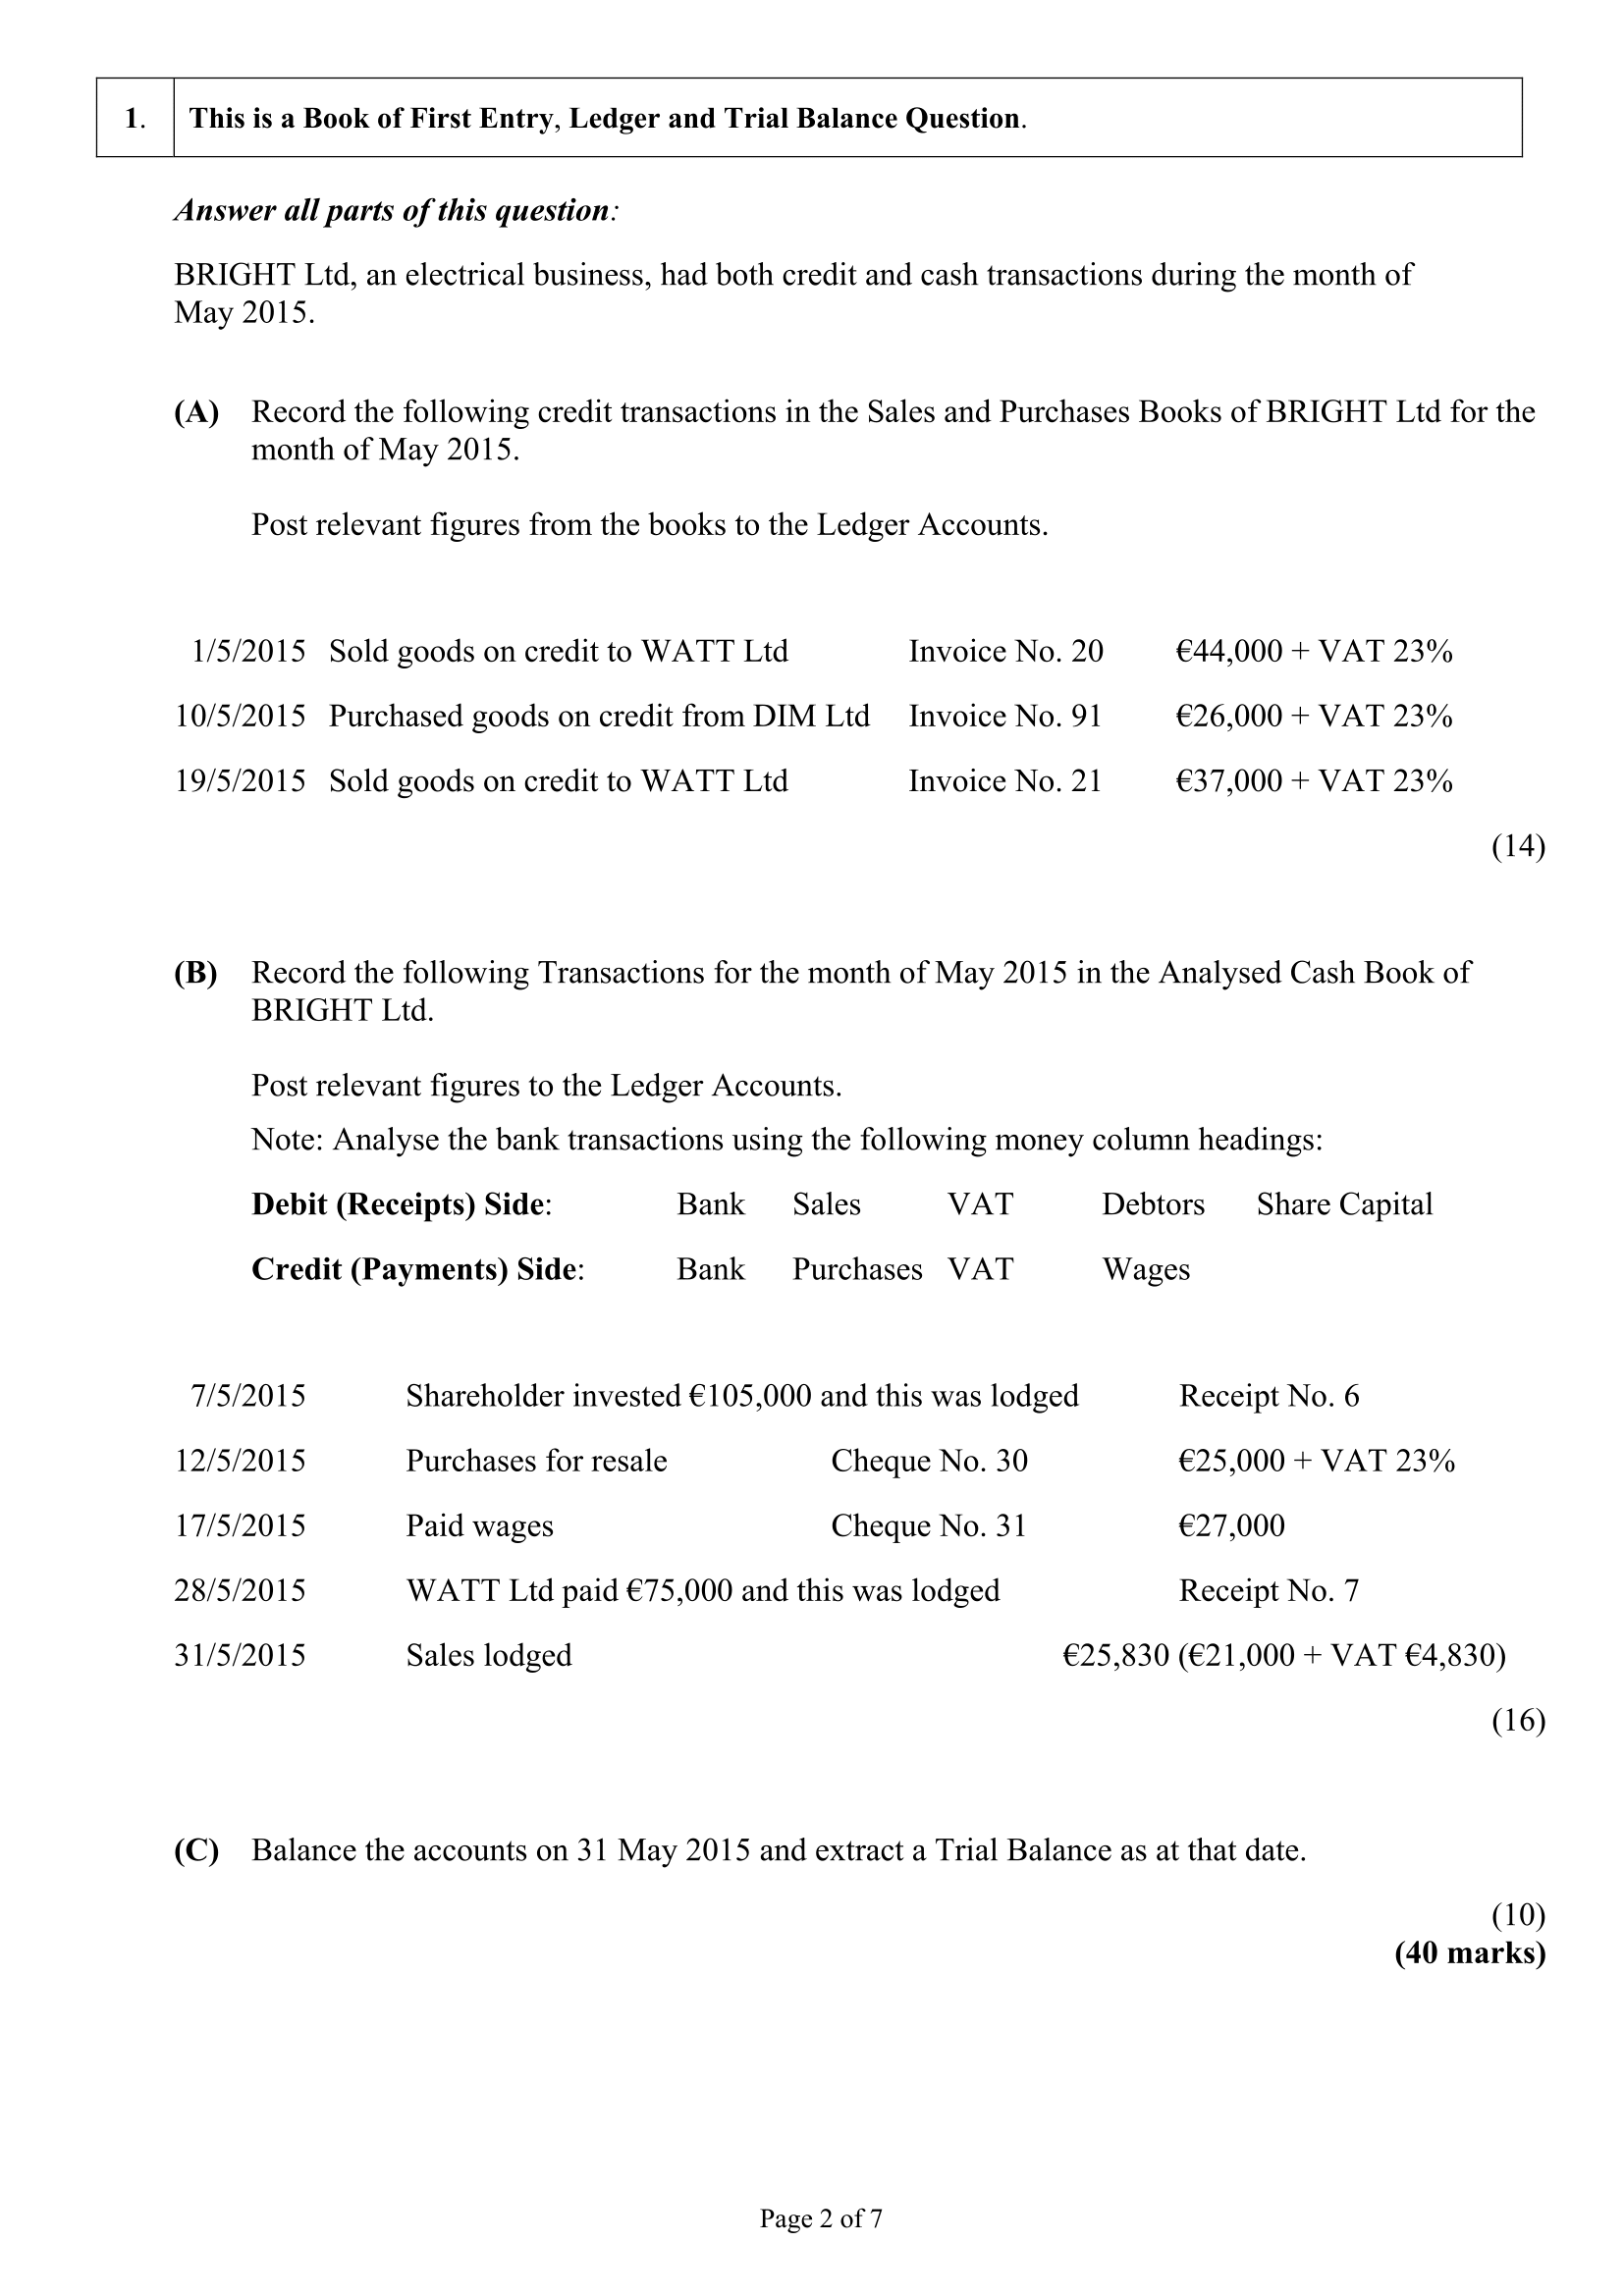 1. This is a Book of First Entry, Ledger and Trial Balance Question.
Answer all parts of this question:
BRIGHT Ltd, an electrical business, had both credit and cash transactions during the month of
May 2015.
(A) Record the following credit transactions in the Sales and Purchases Books of BRIGHT Ltd for the
month of May 2015.
Post relevant figures from the books to the Ledger Accounts.
1/5/2015 Sold goods on credit to WATT Ltd Invoice No. 20 €44,000 + VAT 23%
10/5/2015 Purchased goods on credit from DIM Ltd Invoice No. 91 €26,000 + VAT 23%
19/5/2015 Sold goods on credit to WATT Ltd Invoice No. 21 €37,000 + VAT 23%
(14)
(B) Record the following Transactions for the month of May 2015 in the Analysed Cash Book of
BRIGHT Ltd.
Post relevant figures to the Ledger Accounts.
Note: Analyse the bank transactions using the following money column headings:
Debit (Receipts) Side: Bank Sales VAT Debtors Share Capital
Credit (Payments) Side: Bank Purchases VAT Wages
7/5/2015 Shareholder invested €105,000 and this was lodged Receipt No. 6
12/5/2015 Purchases for resale Cheque No. 30 €25,000 + VAT 23%
17/5/2015 Paid wages Cheque No. 31 €27,000
28/5/2015 WATT Ltd paid €75,000 and this was lodged Receipt No. 7
31/5/2015 Sales lodged €25,830 (€21,000 + VAT €4,830)
(16)
(C) Balance the accounts on 31 May 2015 and extract a Trial Balance as at that date.
(10)
(40 marks)
Page 2 of 7